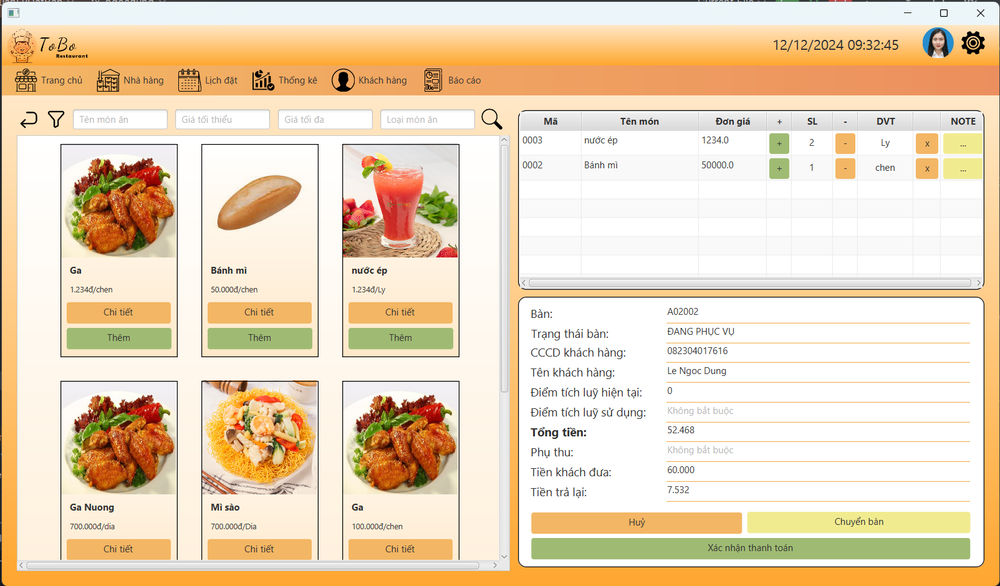 ToBo
Restaurant
12/12/2024 09:32:45
Trang chủ
Nhà hàng
Lịch đặt
Thống kê
Khách hàng
Báo cáo
Tên món ăn
Giá tối thiểu
Giá tối đa
Loại món ăn
Mã Tên món Đơn giá + SL - DVT NOTE
0003 nước ép 1234.0 + 2 - Ly x ...
0002 Bánh mì 50000.0 + 1 - chen x ...
Ga
1.234đ/chen
Chi tiết
Thêm
Bánh mì
50.000đ/chen
Chi tiết
Thêm
nước ép
1.234đ/Ly
Chi tiết
Thêm
Ga Nuong
700.000đ/dia
Chi tiết
Mì sào
700.000đ/Dia
Chi tiết
Ga
100.000đ/chen
Chi tiết
Bàn: A02002
Trạng thái bàn: ĐANG PHỤC VỤ
CCCD khách hàng: 082304017616
Tên khách hàng: Le Ngoc Dung
Điểm tích luỹ hiện tại: 0
Điểm tích luỹ sử dụng: Không bắt buộc
Tổng tiền: 52.468
Phụ thu: Không bắt buộc
Tiền khách đưa: 60.000
Tiền trả lại: 7.532
Huỷ
Chuyển bàn
Xác nhận thanh toán